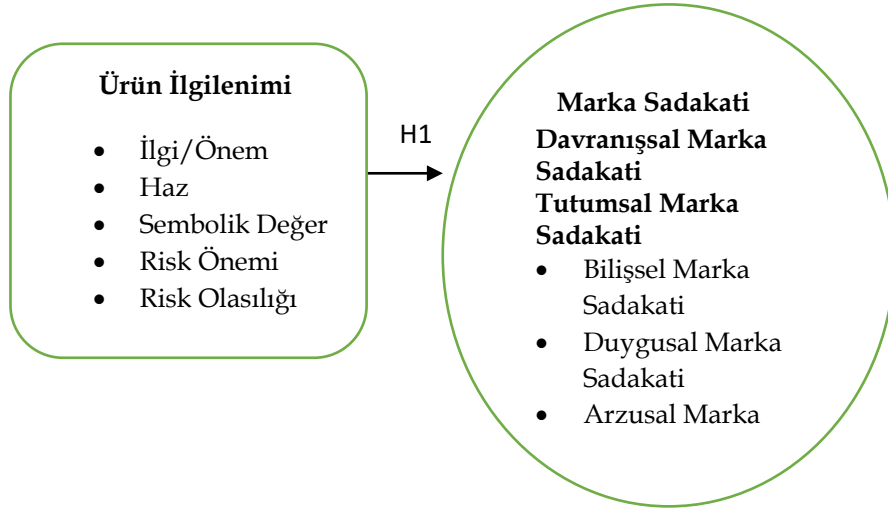 Ürün İlgilenimi
• İlgi/Önem
• Haz
• Sembolik Değer
• Risk Önemi
• Risk Olasılığı
H1
Marka Sadakati
Davranışsal Marka
Sadakati
Tutumsal Marka
Sadakati
• Bilişsel Marka
Sadakati
• Duygusal Marka
Sadakati
• Arzusal Marka